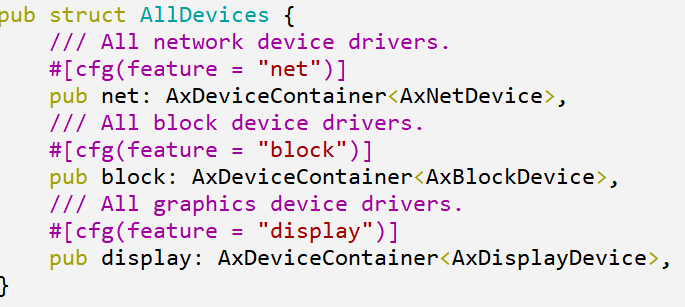 pub struct AllDevices {
    /// All network device drivers.
    #[cfg(feature = "net")]
    pub net: AxDeviceContainer<AxNetDevice>,
    /// All block device drivers.
    #[cfg(feature = "block")]
    pub block: AxDeviceContainer<AxBlockDevice>,
    /// All graphics device drivers.
    #[cfg(feature = "display")]
    pub display: AxDeviceContainer<AxDisplayDevice>,
}